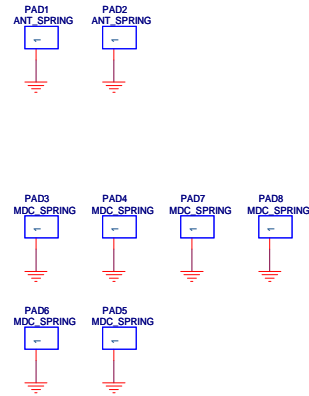 PAD1 PAD2
ANT_SPRING ANT_SPRING
PAD3 PAD4 PAD7 PAD8
MDC_SPRING MDC_SPRING MDC_SPRING MDC_SPRING
PAD6 PAD5
MDC_SPRING MDC_SPRING